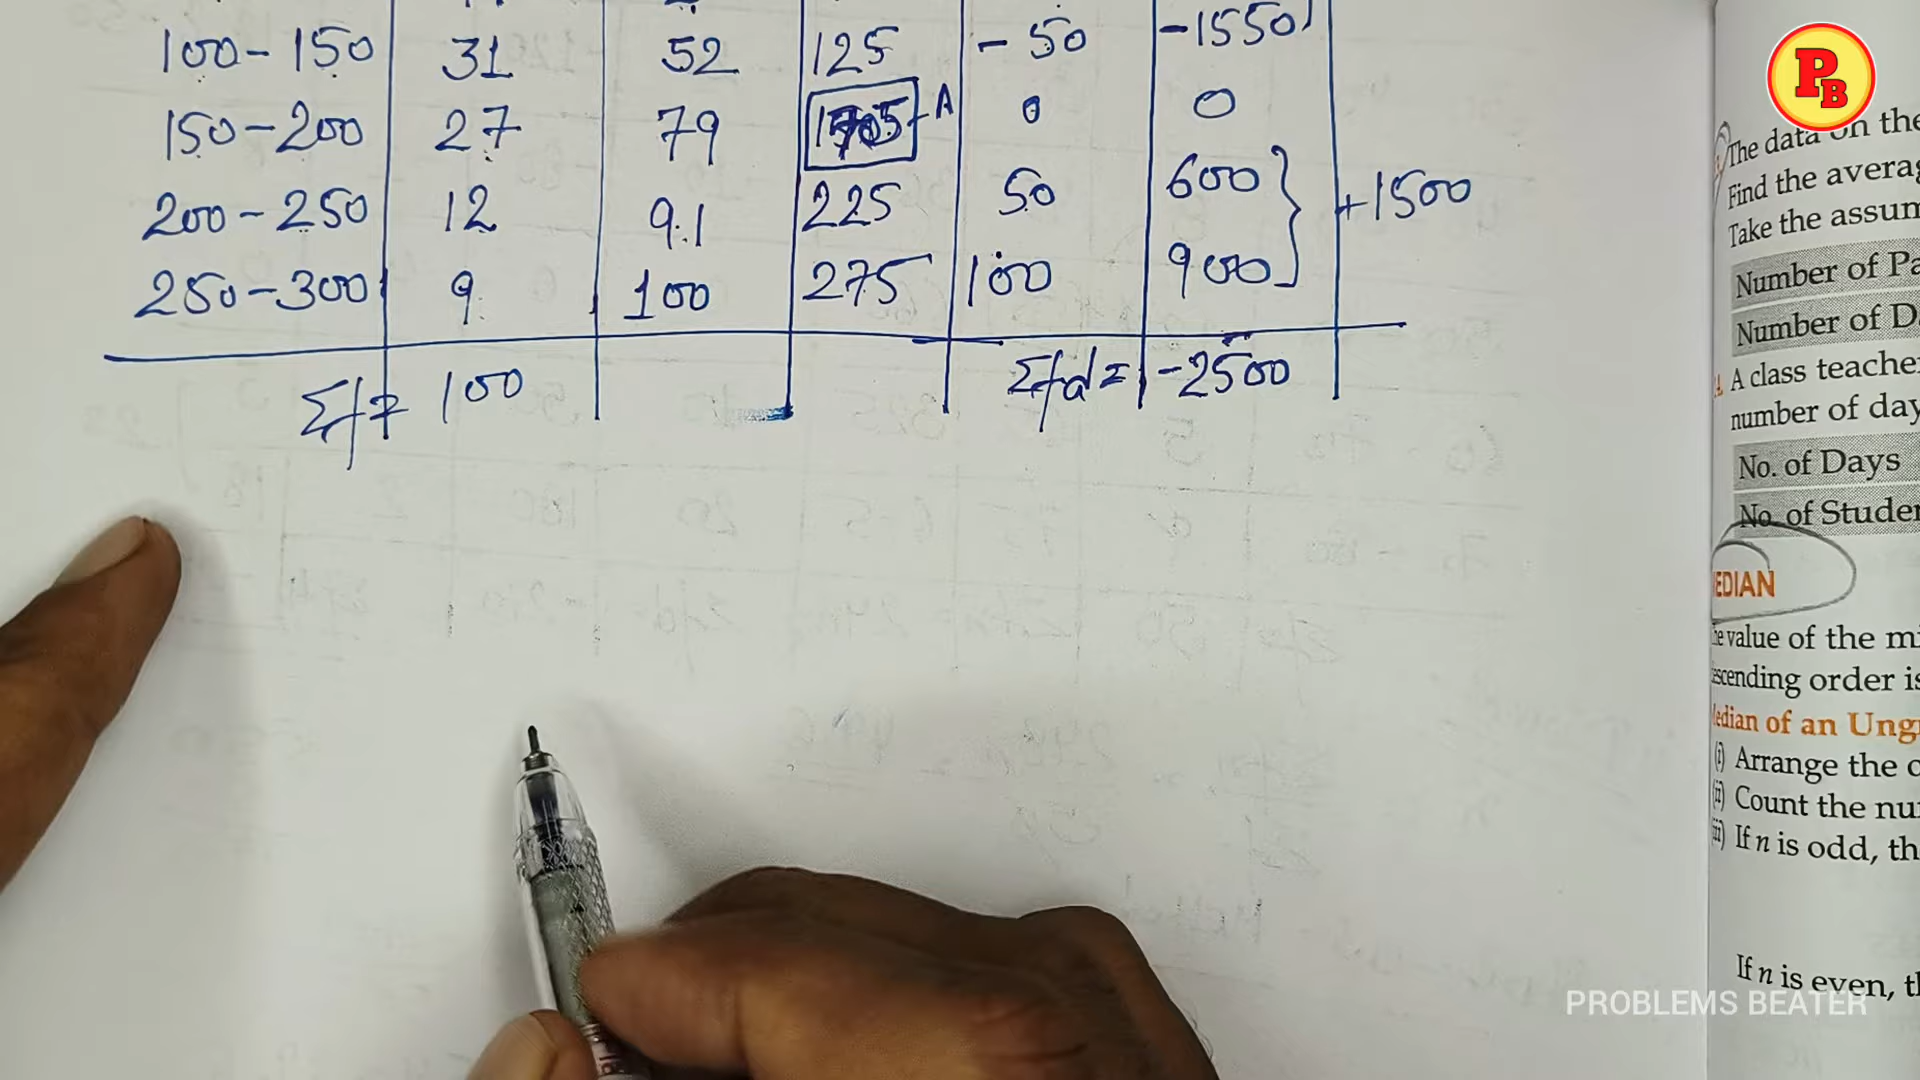 100-150 31 52 125 -50 -1550
150-200 27 79 A 0 0
200-250 12 91 225 50 600 +1500
250-300 9 100 275 100 900
Σf= 100 Σfd= -2500
PB
The data on the
Find the averag
Take the assum
Number of Pa
Number of D
A class teache
number of day
No. of Days
No. of Studen
EDIAN
value of the mi
scending order is
edian of an Ung
(i) Arrange the o
(ii) Count the nu
(iii) If n is odd, th
If n is even, t
PROBLEMS BEATER